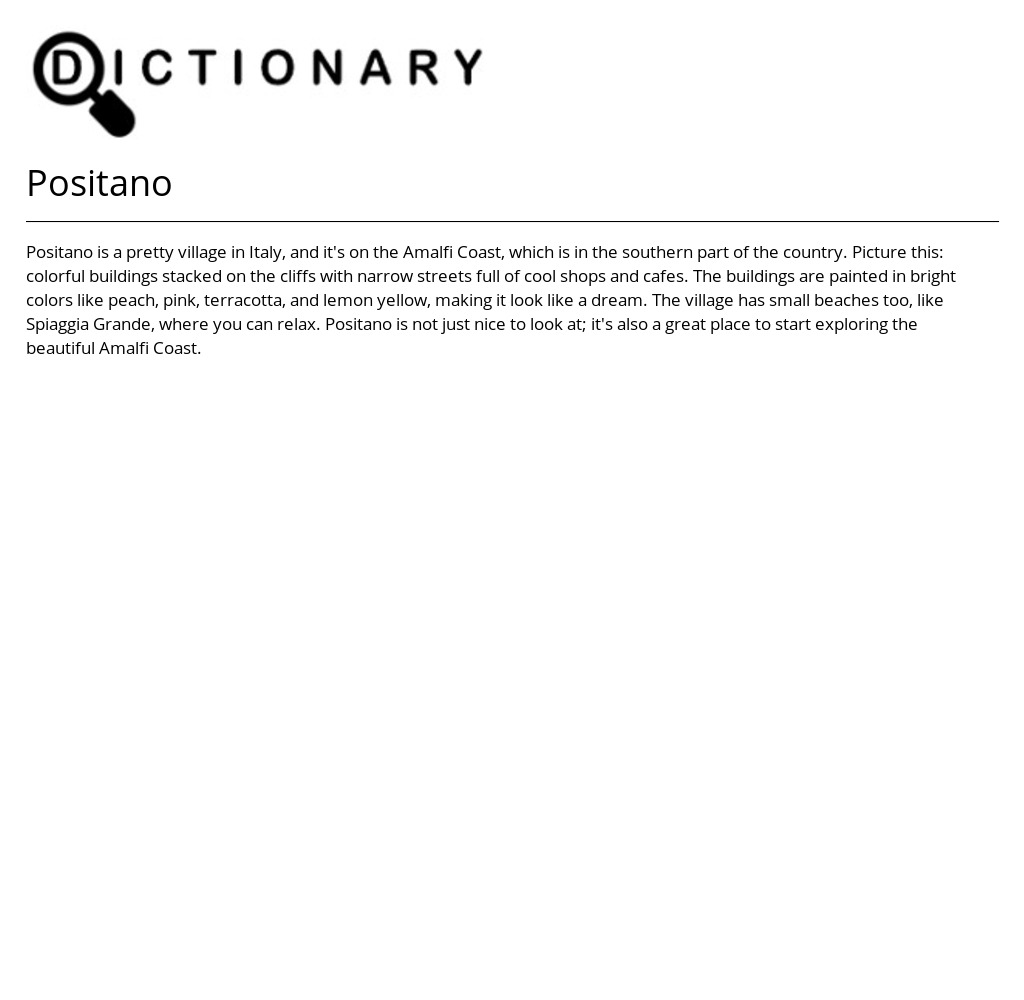 DICTIONARY
Positano
Positano is a pretty village in Italy, and it's on the Amalfi Coast, which is in the southern part of the country. Picture this:
colorful buildings stacked on the cliffs with narrow streets full of cool shops and cafes. The buildings are painted in bright
colors like peach, pink, terracotta, and lemon yellow, making it look like a dream. The village has small beaches too, like
Spiaggia Grande, where you can relax. Positano is not just nice to look at; it's also a great place to start exploring the
beautiful Amalfi Coast.